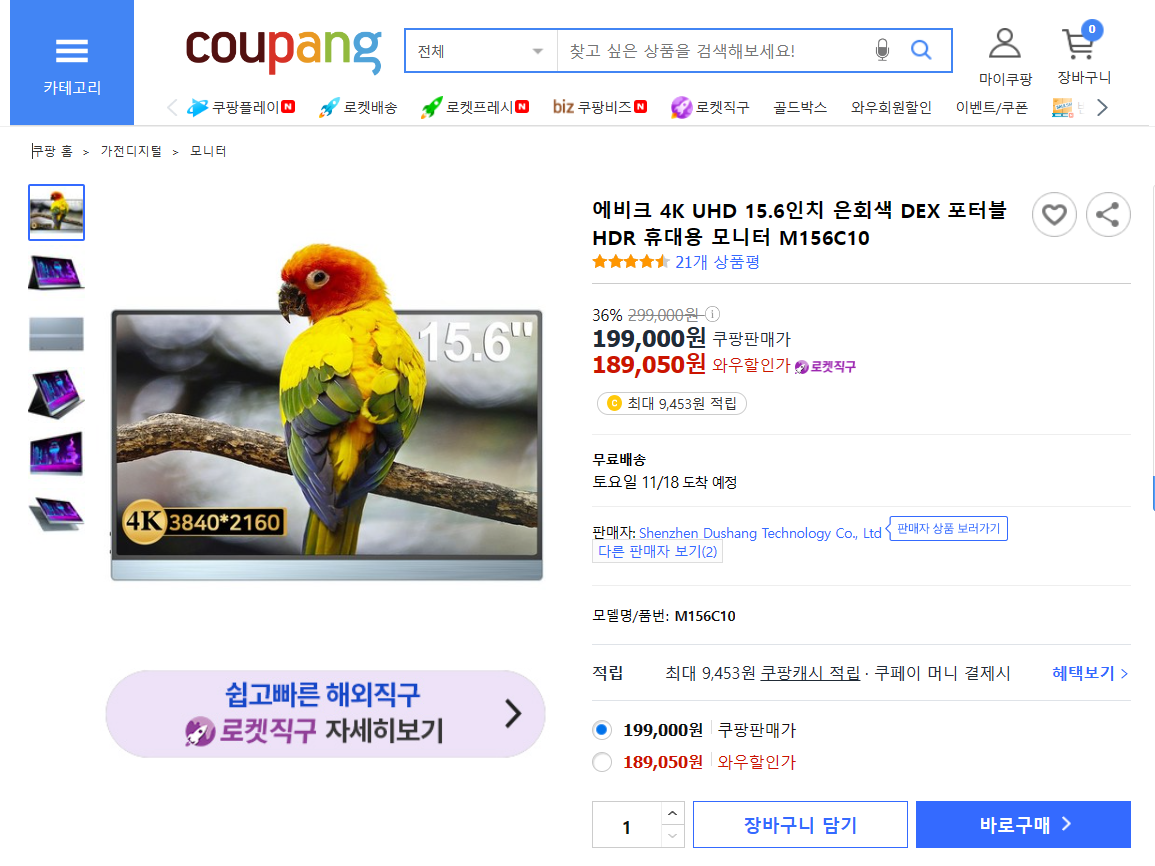 카테고리
coupang
전체
찾고 싶은 상품을 검색해보세요!
마이쿠팡
0
장바구니
쿠팡플레이 N
로켓배송
로켓프레시 N
biz 쿠팡비즈 N
로켓직구
골드박스
와우회원할인
이벤트/쿠폰
쿠팡 홈 > 가전디지털 > 모니터
에비크 4K UHD 15.6인치 은회색 DEX 포터블
HDR 휴대용 모니터 M156C10
21개 상품평
15.6"
4K 3840*2160
36% 299,000원
199,000원 쿠팡판매가
189,050원 와우할인가 로켓직구
C 최대 9,453원 적립
무료배송
토요일 11/18 도착 예정
판매자: Shenzhen Dushang Technology Co., Ltd 판매자 상품 보러가기
다른 판매자 보기(2)
모델명/품번: M156C10
쉽고빠른 해외직구
로켓직구 자세히보기
적립 최대 9,453원 쿠팡캐시 적립 · 쿠페이 머니 결제시 혜택보기 >
199,000원 쿠팡판매가
189,050원 와우할인가
1
장바구니 담기
바로구매 >